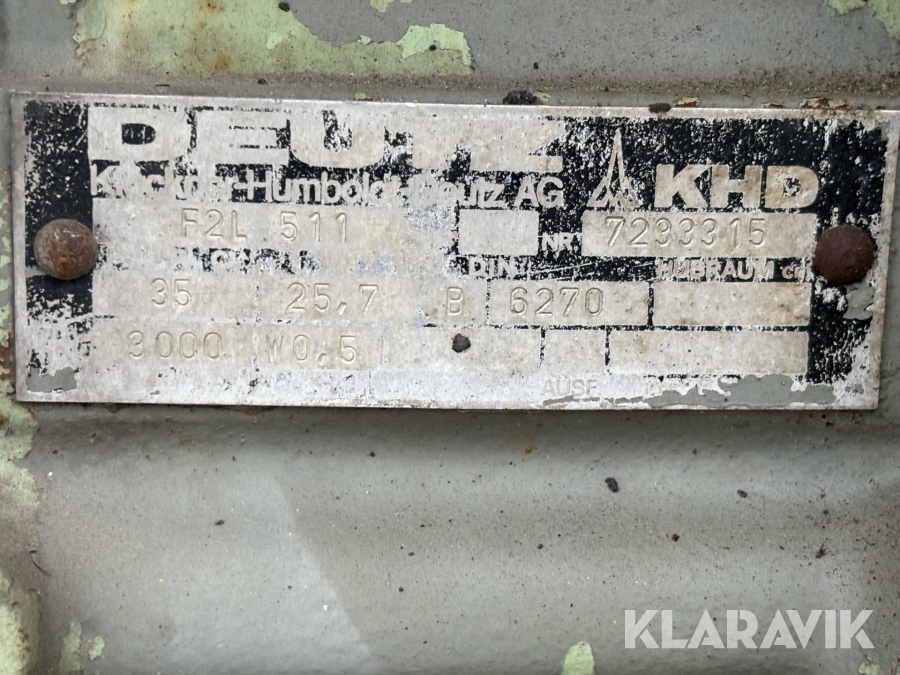 DEUTZ
Klöckner-Humboldt-Deutz AG KHD
F2L 511 NR 7233315
DIN HUBRAUM
35 25,7 B 6270
3000 W0,5
KLARAVIK